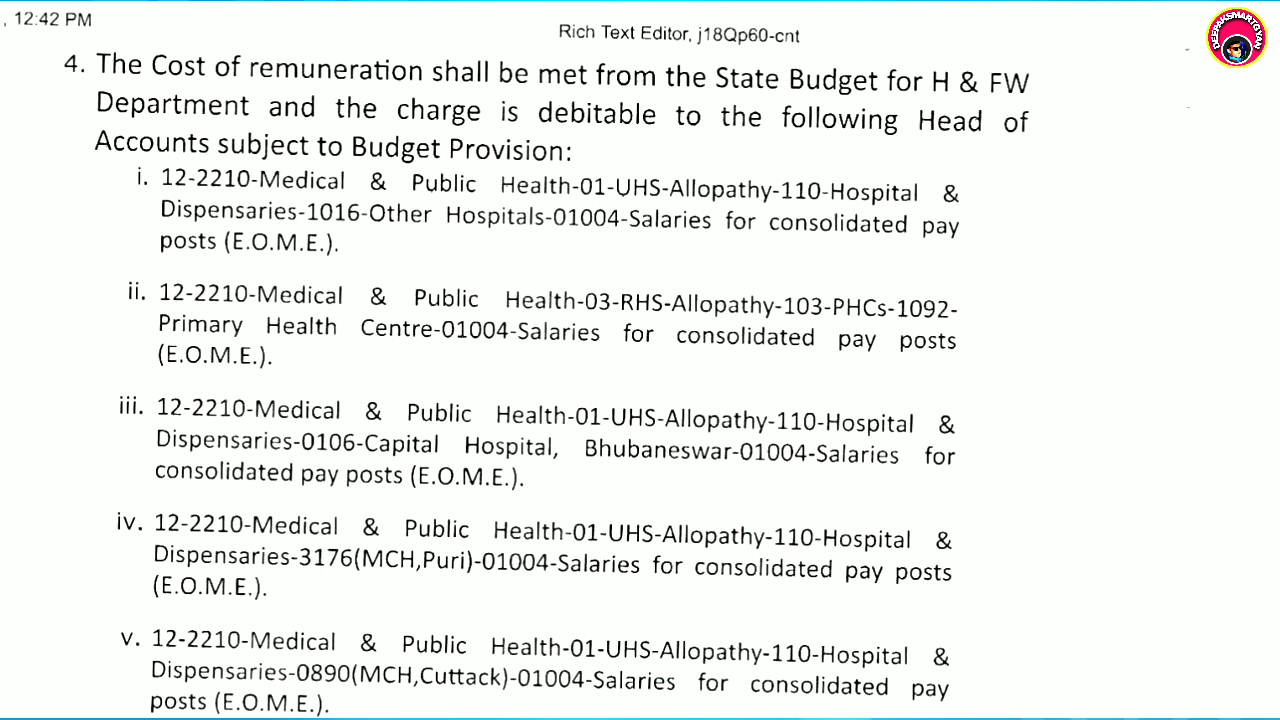 , 12:42 PM
Rich Text Editor, j18Qp60-cnt
DEEPAKSMARTGYAN
4. The Cost of remuneration shall be met from the State Budget for H & FW
Department and the charge is debitable to the following Head of
Accounts subject to Budget Provision:
i. 12-2210-Medical & Public Health-01-UHS-Allopathy-110-Hospital &
Dispensaries-1016-Other Hospitals-01004-Salaries for consolidated pay
posts (E.O.M.E.).
ii. 12-2210-Medical & Public Health-03-RHS-Allopathy-103-PHCs-1092-
Primary Health Centre-01004-Salaries for consolidated pay posts
(E.O.M.E.).
iii. 12-2210-Medical & Public Health-01-UHS-Allopathy-110-Hospital &
Dispensaries-0106-Capital Hospital, Bhubaneswar-01004-Salaries for
consolidated pay posts (E.O.M.E.).
iv. 12-2210-Medical & Public Health-01-UHS-Allopathy-110-Hospital &
Dispensaries-3176(MCH,Puri)-01004-Salaries for consolidated pay posts
(E.O.M.E.).
v. 12-2210-Medical & Public Health-01-UHS-Allopathy-110-Hospital &
Dispensaries-0890(MCH,Cuttack)-01004-Salaries for consolidated pay
posts (E.O.M.E.).